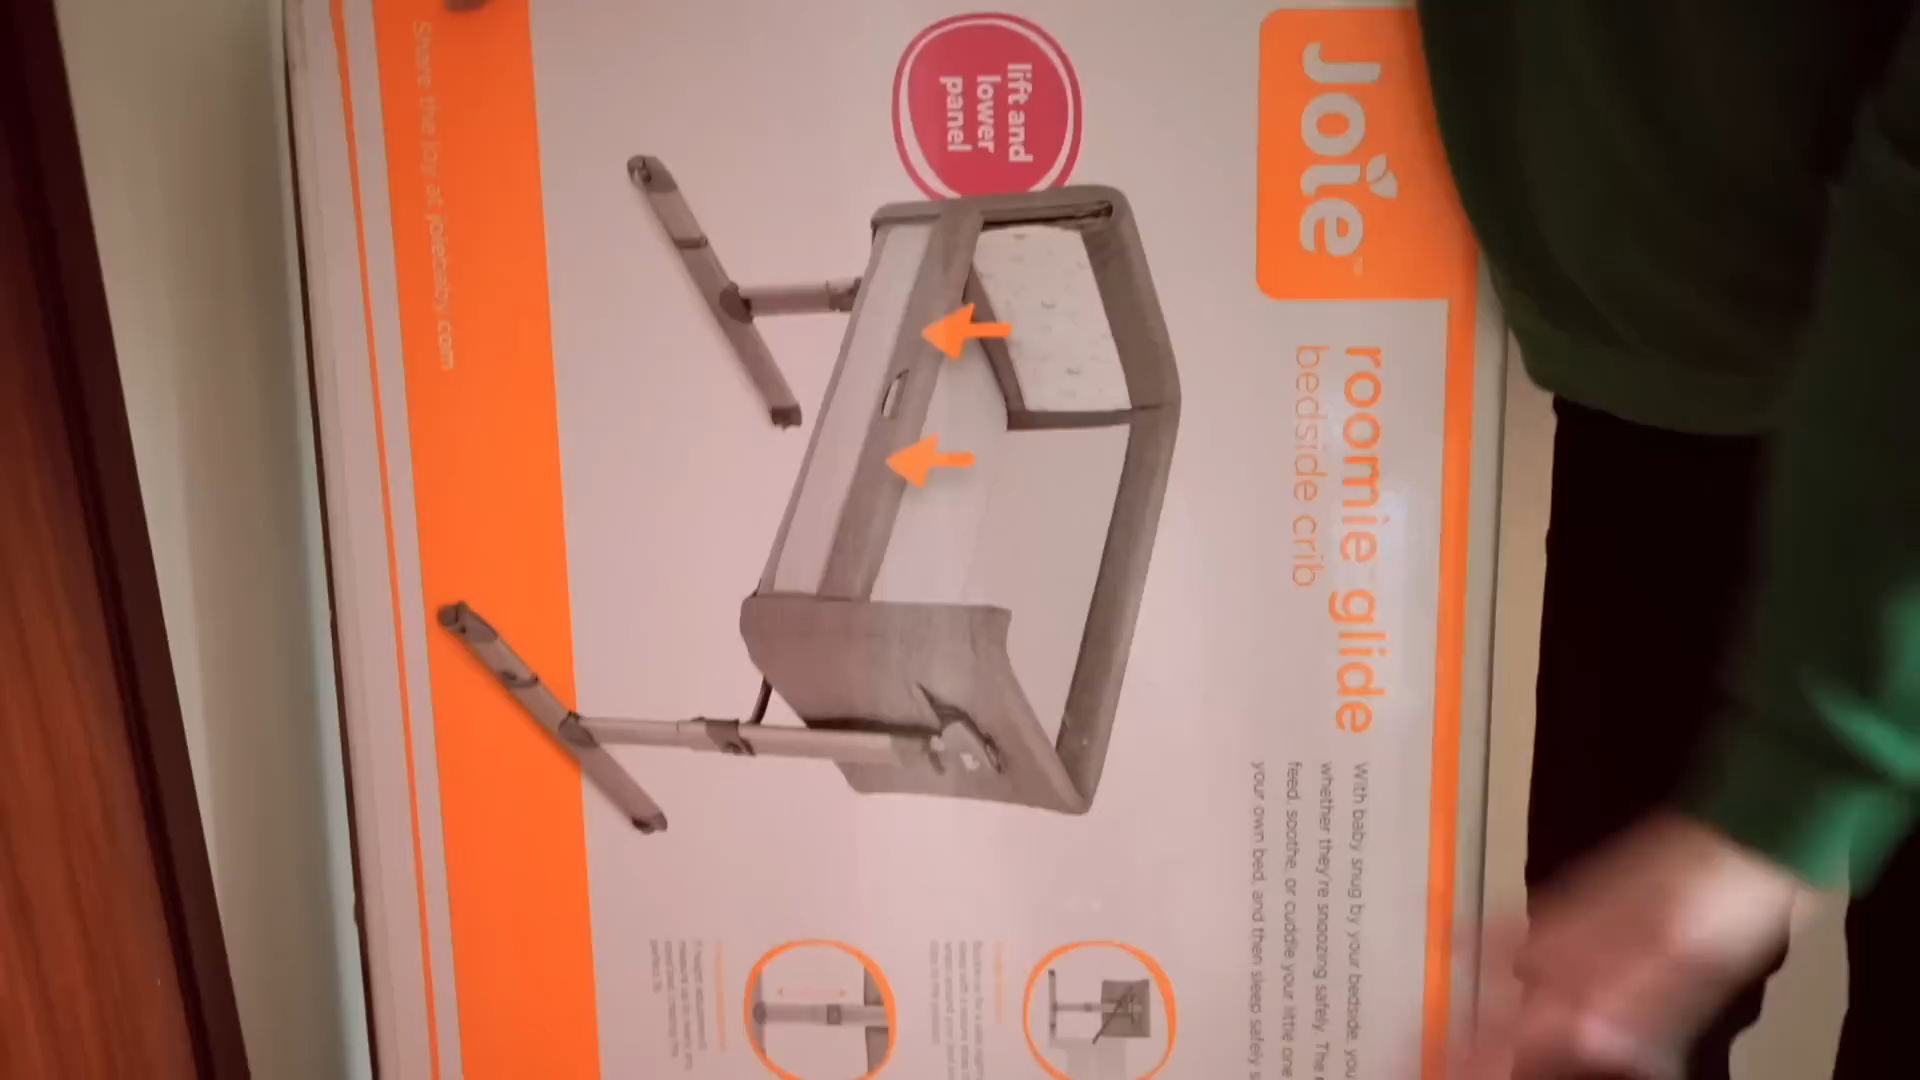 Joie
roomie glide
bedside crib
With baby snug by your bedside, you
whether they're snoozing safely. The
feed, soothe, or cuddle your little one
your own bed, and then sleep safely s
lift and
lower
panel
Share the joy at joiebaby.com